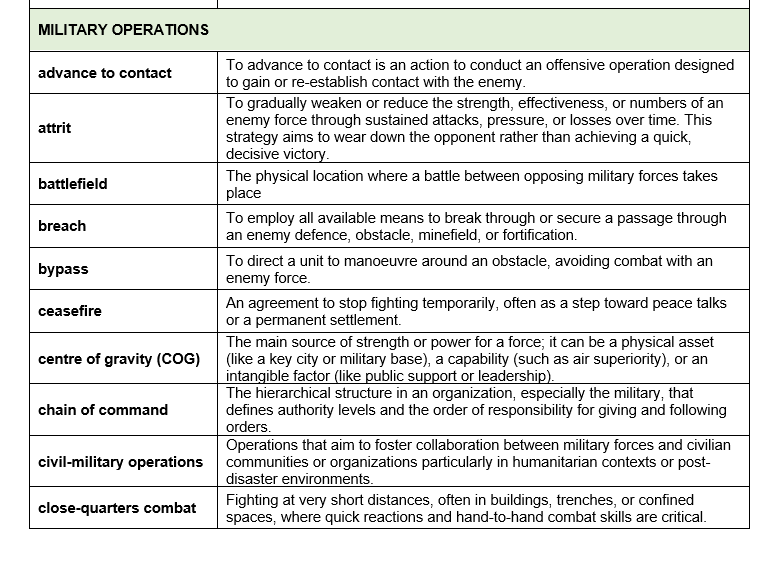 MILITARY OPERATIONS
advance to contact
To advance to contact is an action to conduct an offensive operation designed
to gain or re-establish contact with the enemy.
attrit
To gradually weaken or reduce the strength, effectiveness, or numbers of an
enemy force through sustained attacks, pressure, or losses over time. This
strategy aims to wear down the opponent rather than achieving a quick,
decisive victory.
battlefield
The physical location where a battle between opposing military forces takes
place
breach
To employ all available means to break through or secure a passage through
an enemy defence, obstacle, minefield, or fortification.
bypass
To direct a unit to manoeuvre around an obstacle, avoiding combat with an
enemy force.
ceasefire
An agreement to stop fighting temporarily, often as a step toward peace talks
or a permanent settlement.
centre of gravity (COG)
The main source of strength or power for a force; it can be a physical asset
(like a key city or military base), a capability (such as air superiority), or an
intangible factor (like public support or leadership).
chain of command
The hierarchical structure in an organization, especially the military, that
defines authority levels and the order of responsibility for giving and following
orders.
civil-military operations
Operations that aim to foster collaboration between military forces and civilian
communities or organizations particularly in humanitarian contexts or post-
disaster environments.
close-quarters combat
Fighting at very short distances, often in buildings, trenches, or confined
spaces, where quick reactions and hand-to-hand combat skills are critical.